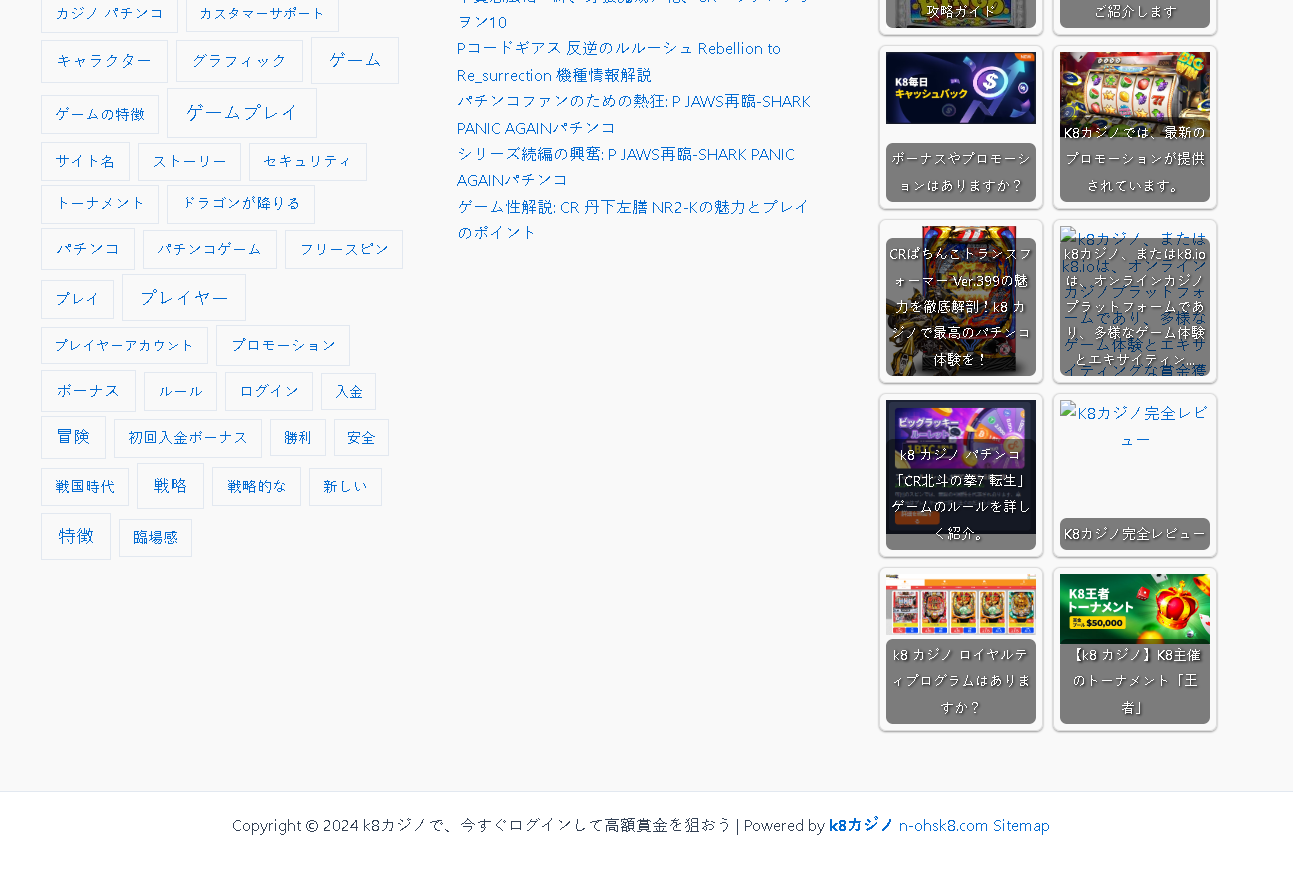 カジノ パチンコ
カスタマーサポート
キャラクター
グラフィック
ゲーム
ゲームの特徴
ゲームプレイ
サイト名
ストーリー
セキュリティ
トーナメント
ドラゴンが降りる
パチンコ
パチンコゲーム
フリースピン
プレイ
プレイヤー
プレイヤーアカウント
プロモーション
ボーナス
ルール
ログイン
入金
冒険
初回入金ボーナス
勝利
安全
戦国時代
戦略
戦略的な
新しい
特徴
臨場感
ヲン10
Pコードギアス 反逆のルルーシュ Rebellion to
Re_surrection 機種情報解説
パチンコファンのための熱狂: P JAWS再臨-SHARK
PANIC AGAINパチンコ
シリーズ続編の興奮: P JAWS再臨-SHARK PANIC
AGAINパチンコ
ゲーム性解説: CR 丹下左膳 NR2-Kの魅力とプレイ
のポイント
攻略ガイド
ご紹介します
K8毎日
キャッシュバック
ボーナスやプロモーシ
ョンはありますか？
K8カジノでは、最新の
プロモーションが提供
されています。
CRぱちんこトランスフ
ォーマー Ver.399の魅
力を徹底解剖！k8 カ
ジノで最高のパチンコ
体験を！
k8カジノ、またはk8.io
は、オンラインカジノ
プラットフォームであ
り、多様なゲーム体験
とエキサイティン...
ビッグラッキー
ルーレット
k8 カジノ パチンコ
「CR北斗の拳7 転生」
ゲームのルールを詳し
く紹介。
K8カジノ完全レビ
ュー
K8カジノ完全レビュー
k8 カジノ ロイヤルテ
ィプログラムはありま
すか？
K8王者
トーナメント
$50,000
【k8 カジノ】K8主催
のトーナメント「王
者」
Copyright © 2024 k8カジノで、今すぐログインして高額賞金を狙おう | Powered by k8カジノ n-ohsk8.com Sitemap